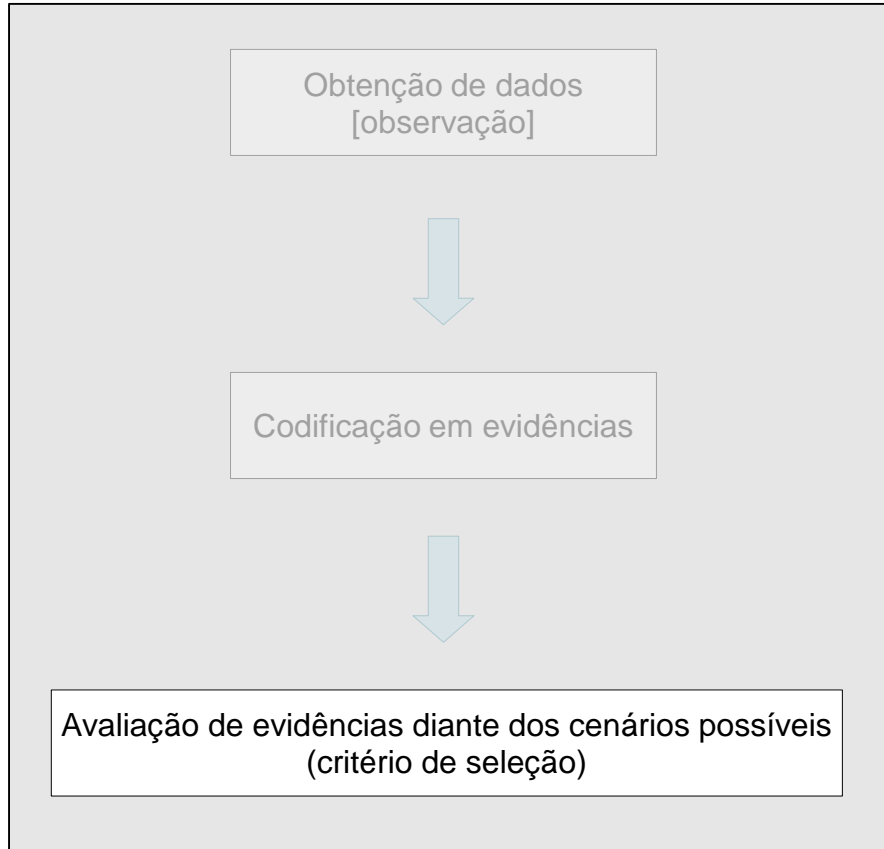 Obtenção de dados
[observação]
Codificação em evidências
Avaliação de evidências diante dos cenários possíveis
(critério de seleção)